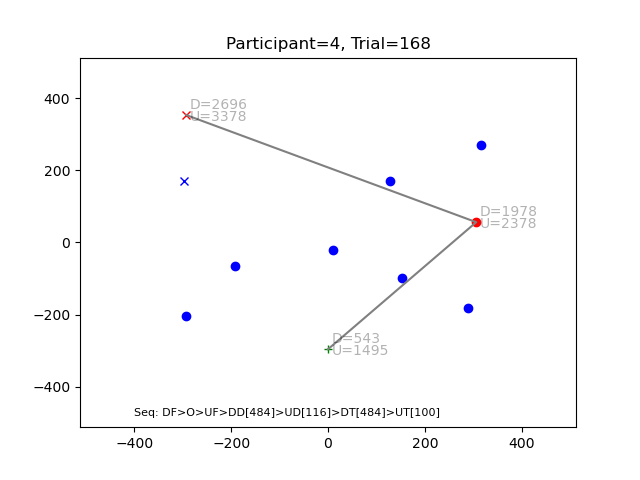 Participant=4, Trial=168
D=2696
U=3378
D=1978
U=2378
D=543
U=1495
Seq: DF>O>UF>DD[484]>UD[116]>DT[484]>UT[100]
400
200
0
−200
−400
−400 −200 0 200 400